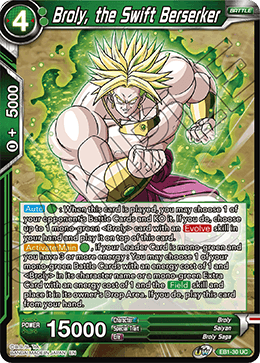 4
Broly, the Swift Berserker
BATTLE
+ 5000
Auto : When this card is played, you may choose 1 of
your opponent's Battle Cards and KO it. If you do, choose
up to 1 mono-green <Broly> card with an Evolve skill in
your hand and play it on top of this card.
Activate Main , if your Leader Card is mono-green and
you have 3 or more energy: You may choose 1 of your
mono-green Battle Cards with an energy cost of 1 and
<Broly> in its character name or a mono-green Extra
Card with an energy cost of 1 and the Field skill and
place it in its owner's Drop Area. If you do, play this card
from your hand.
POWER
15000
Character
Broly
Special Trait
Saiyan
Era
Broly Saga
EB1-30 UC